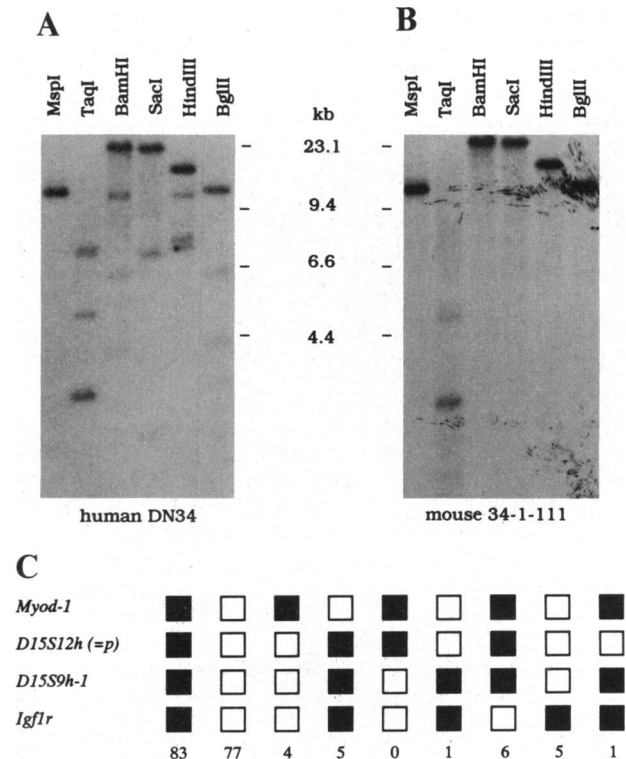 A
B
MspI
TaqI
BamHI
SacI
HindIII
BglII
kb
MspI
TaqI
BamHI
SacI
HindIII
BglII
23.1
9.4
6.6
4.4
human DN34
mouse 34-1-111
C
Myod-1
D15S12h (=p)
D15S9h-1
Igf1r
83 77 4 5 0 1 6 5 1